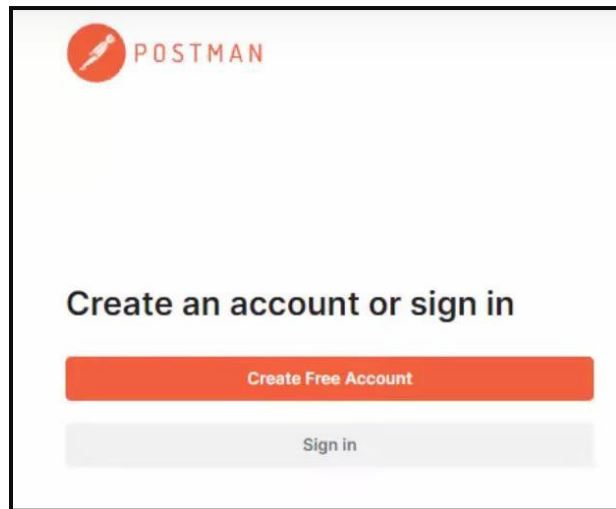 POSTMAN
Create an account or sign in
Create Free Account
Sign in